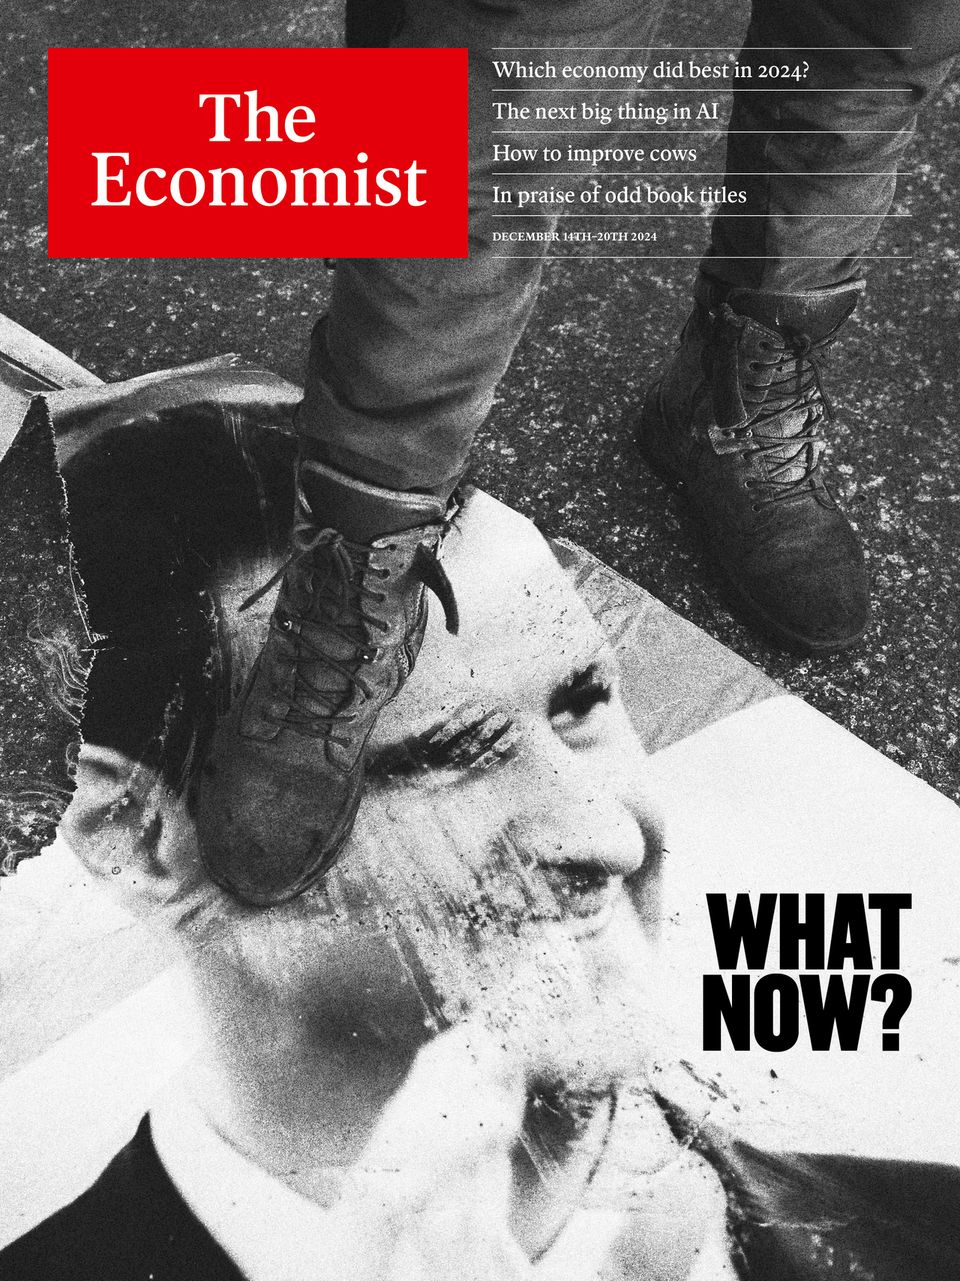 The
Economist
Which economy did best in 2024?
The next big thing in AI
How to improve cows
In praise of odd book titles
DECEMBER 14TH–20TH 2024
WHAT
NOW?